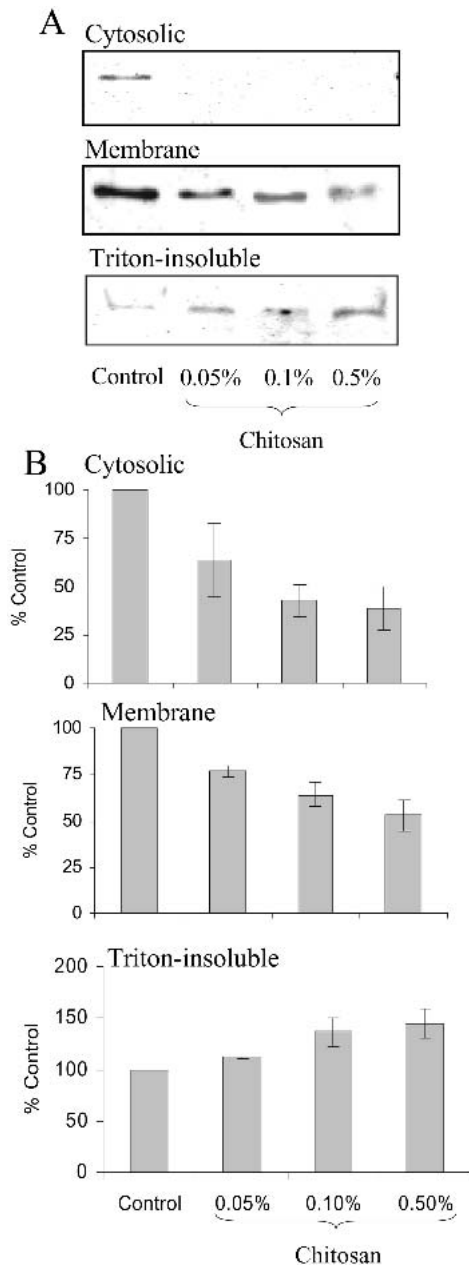 A
Cytosolic
Membrane
Triton-insoluble
Control 0.05% 0.1% 0.5%
Chitosan
B
Cytosolic
100
75
50
25
0
% Control
Membrane
100
75
50
25
0
% Control
Triton-insoluble
200
150
100
50
0
% Control
Control 0.05% 0.10% 0.50%
Chitosan